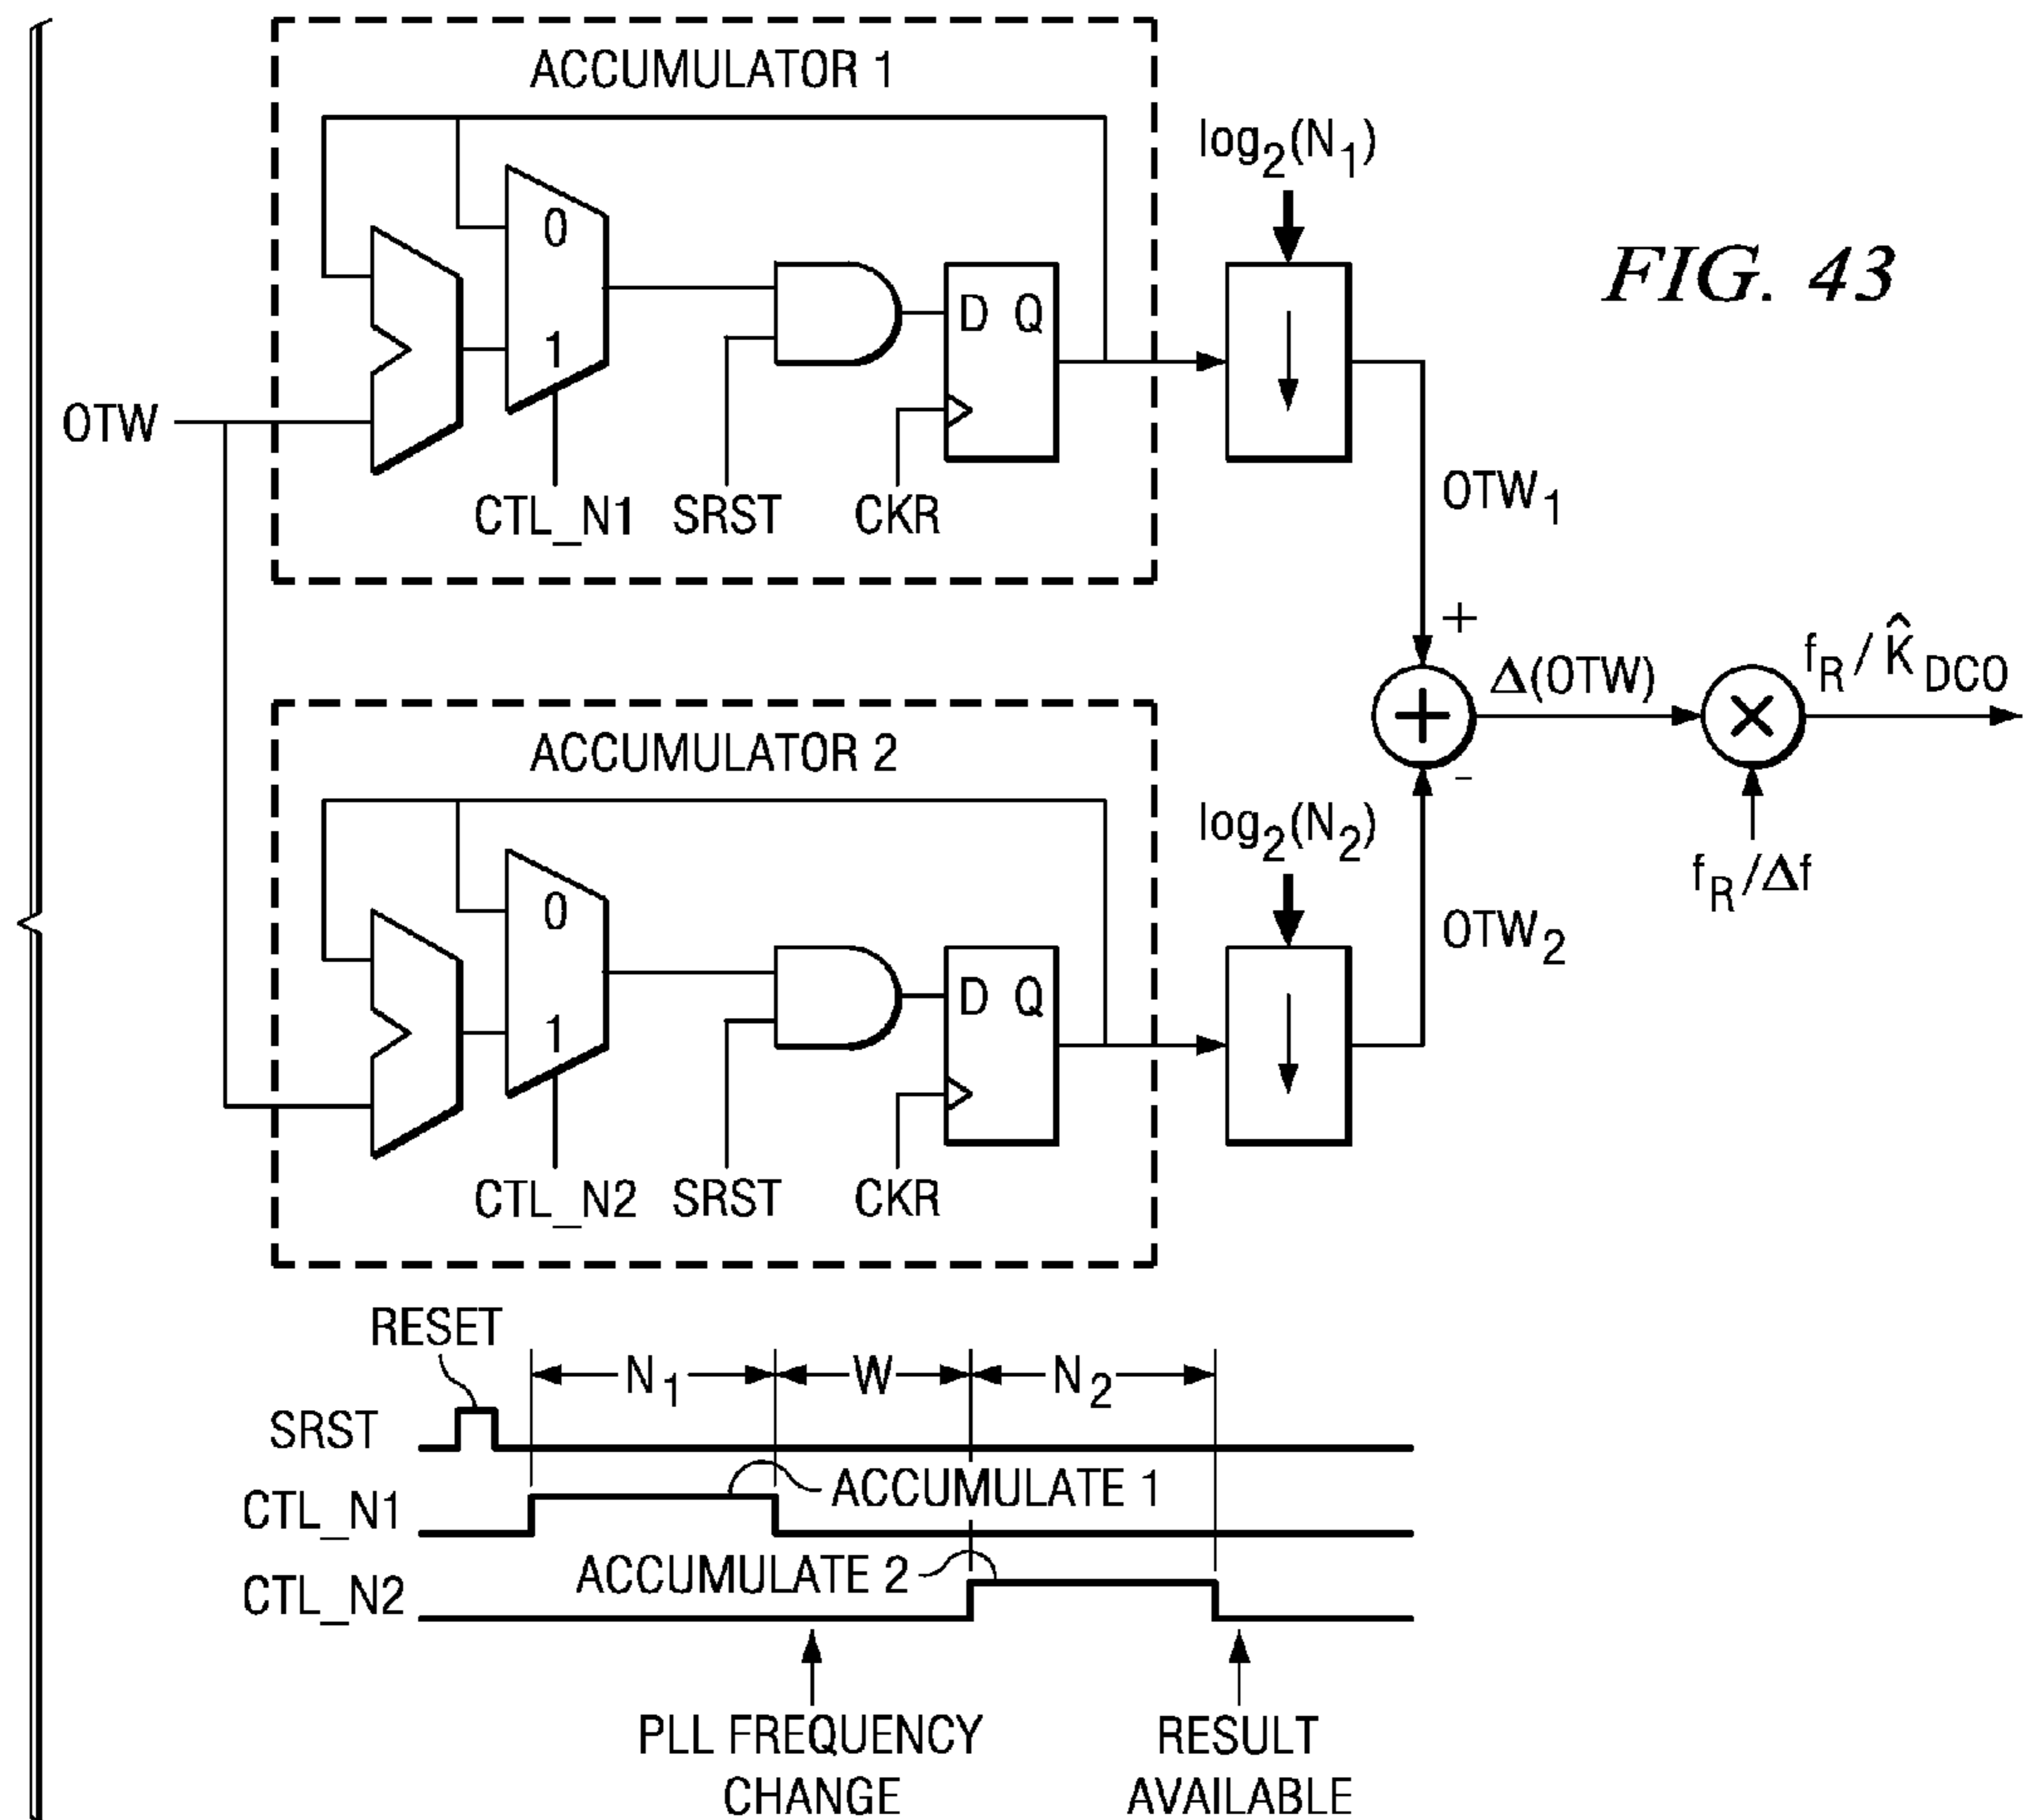 ACCUMULATOR 1
log2(N1)
FIG. 43
0
1
D Q
OTW
CTL_N1 SRST CKR
OTW1
+
ACCUMULATOR 2
Δ(OTW)
fR / K̂DCO
-
log2(N2)
fR/Δf
0
1
D Q
OTW2
CTL_N2 SRST CKR
RESET
N1 W N2
SRST
ACCUMULATE 1
CTL_N1
ACCUMULATE 2
CTL_N2
PLL FREQUENCY
CHANGE
RESULT
AVAILABLE